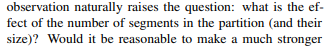 observation naturally raises the question: what is the ef-
fect of the number of segments in the partition (and their
size)? Would it be reasonable to make a much stronger